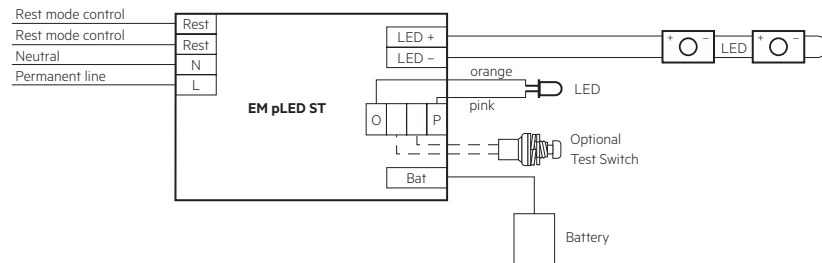 Rest mode control
Rest mode control
Neutral
Permanent line
Rest
Rest
N
L
EM pLED ST
LED +
LED –
O
P
Bat
orange
pink
LED
Optional
Test Switch
Battery
+ –
LED
+ –